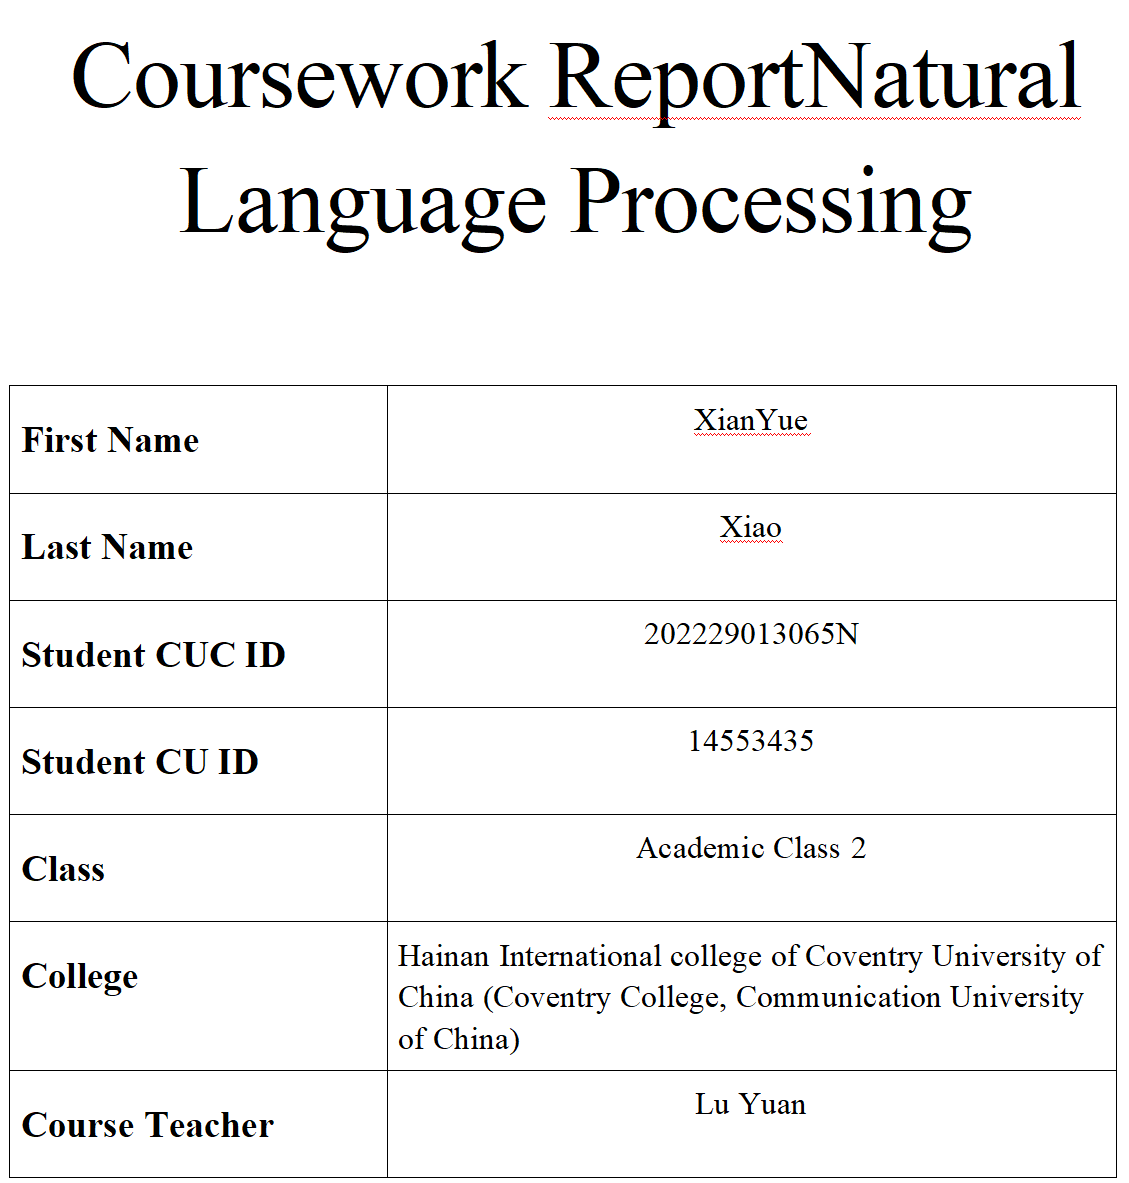 Coursework ReportNatural
Language Processing
First Name
XianYue
Last Name
Xiao
Student CUC ID
202229013065N
Student CU ID
14553435
Class
Academic Class 2
College
Hainan International college of Coventry University of
China (Coventry College, Communication University
of China)
Course Teacher
Lu Yuan